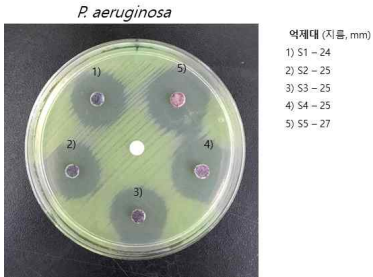 P. aeruginosa
억제대 (지름, mm)
1) S1 – 24
2) S2 – 25
3) S3 – 25
4) S4 – 25
5) S5 – 27
1)
5)
2)
4)
3)